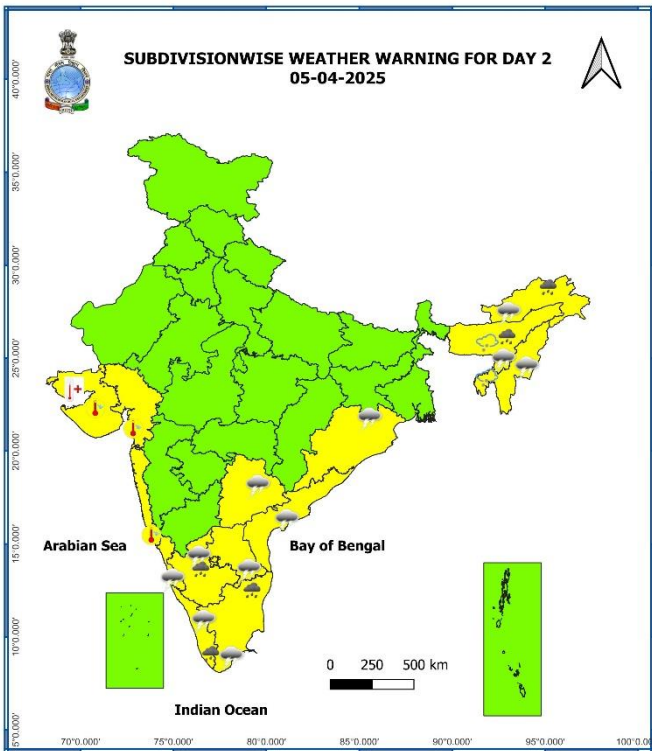 SUBDIVISIONWISE WEATHER WARNING FOR DAY 2
05-04-2025
40°0.000'
35°0.000'
30°0.000'
25°0.000'
20°0.000'
15°0.000'
10°0.000'
5°0.000'
Arabian Sea
Bay of Bengal
0 250 500 km
Indian Ocean
70°0.000' 75°0.000' 80°0.000' 85°0.000' 90°0.000' 95°0.000' 100°0.0